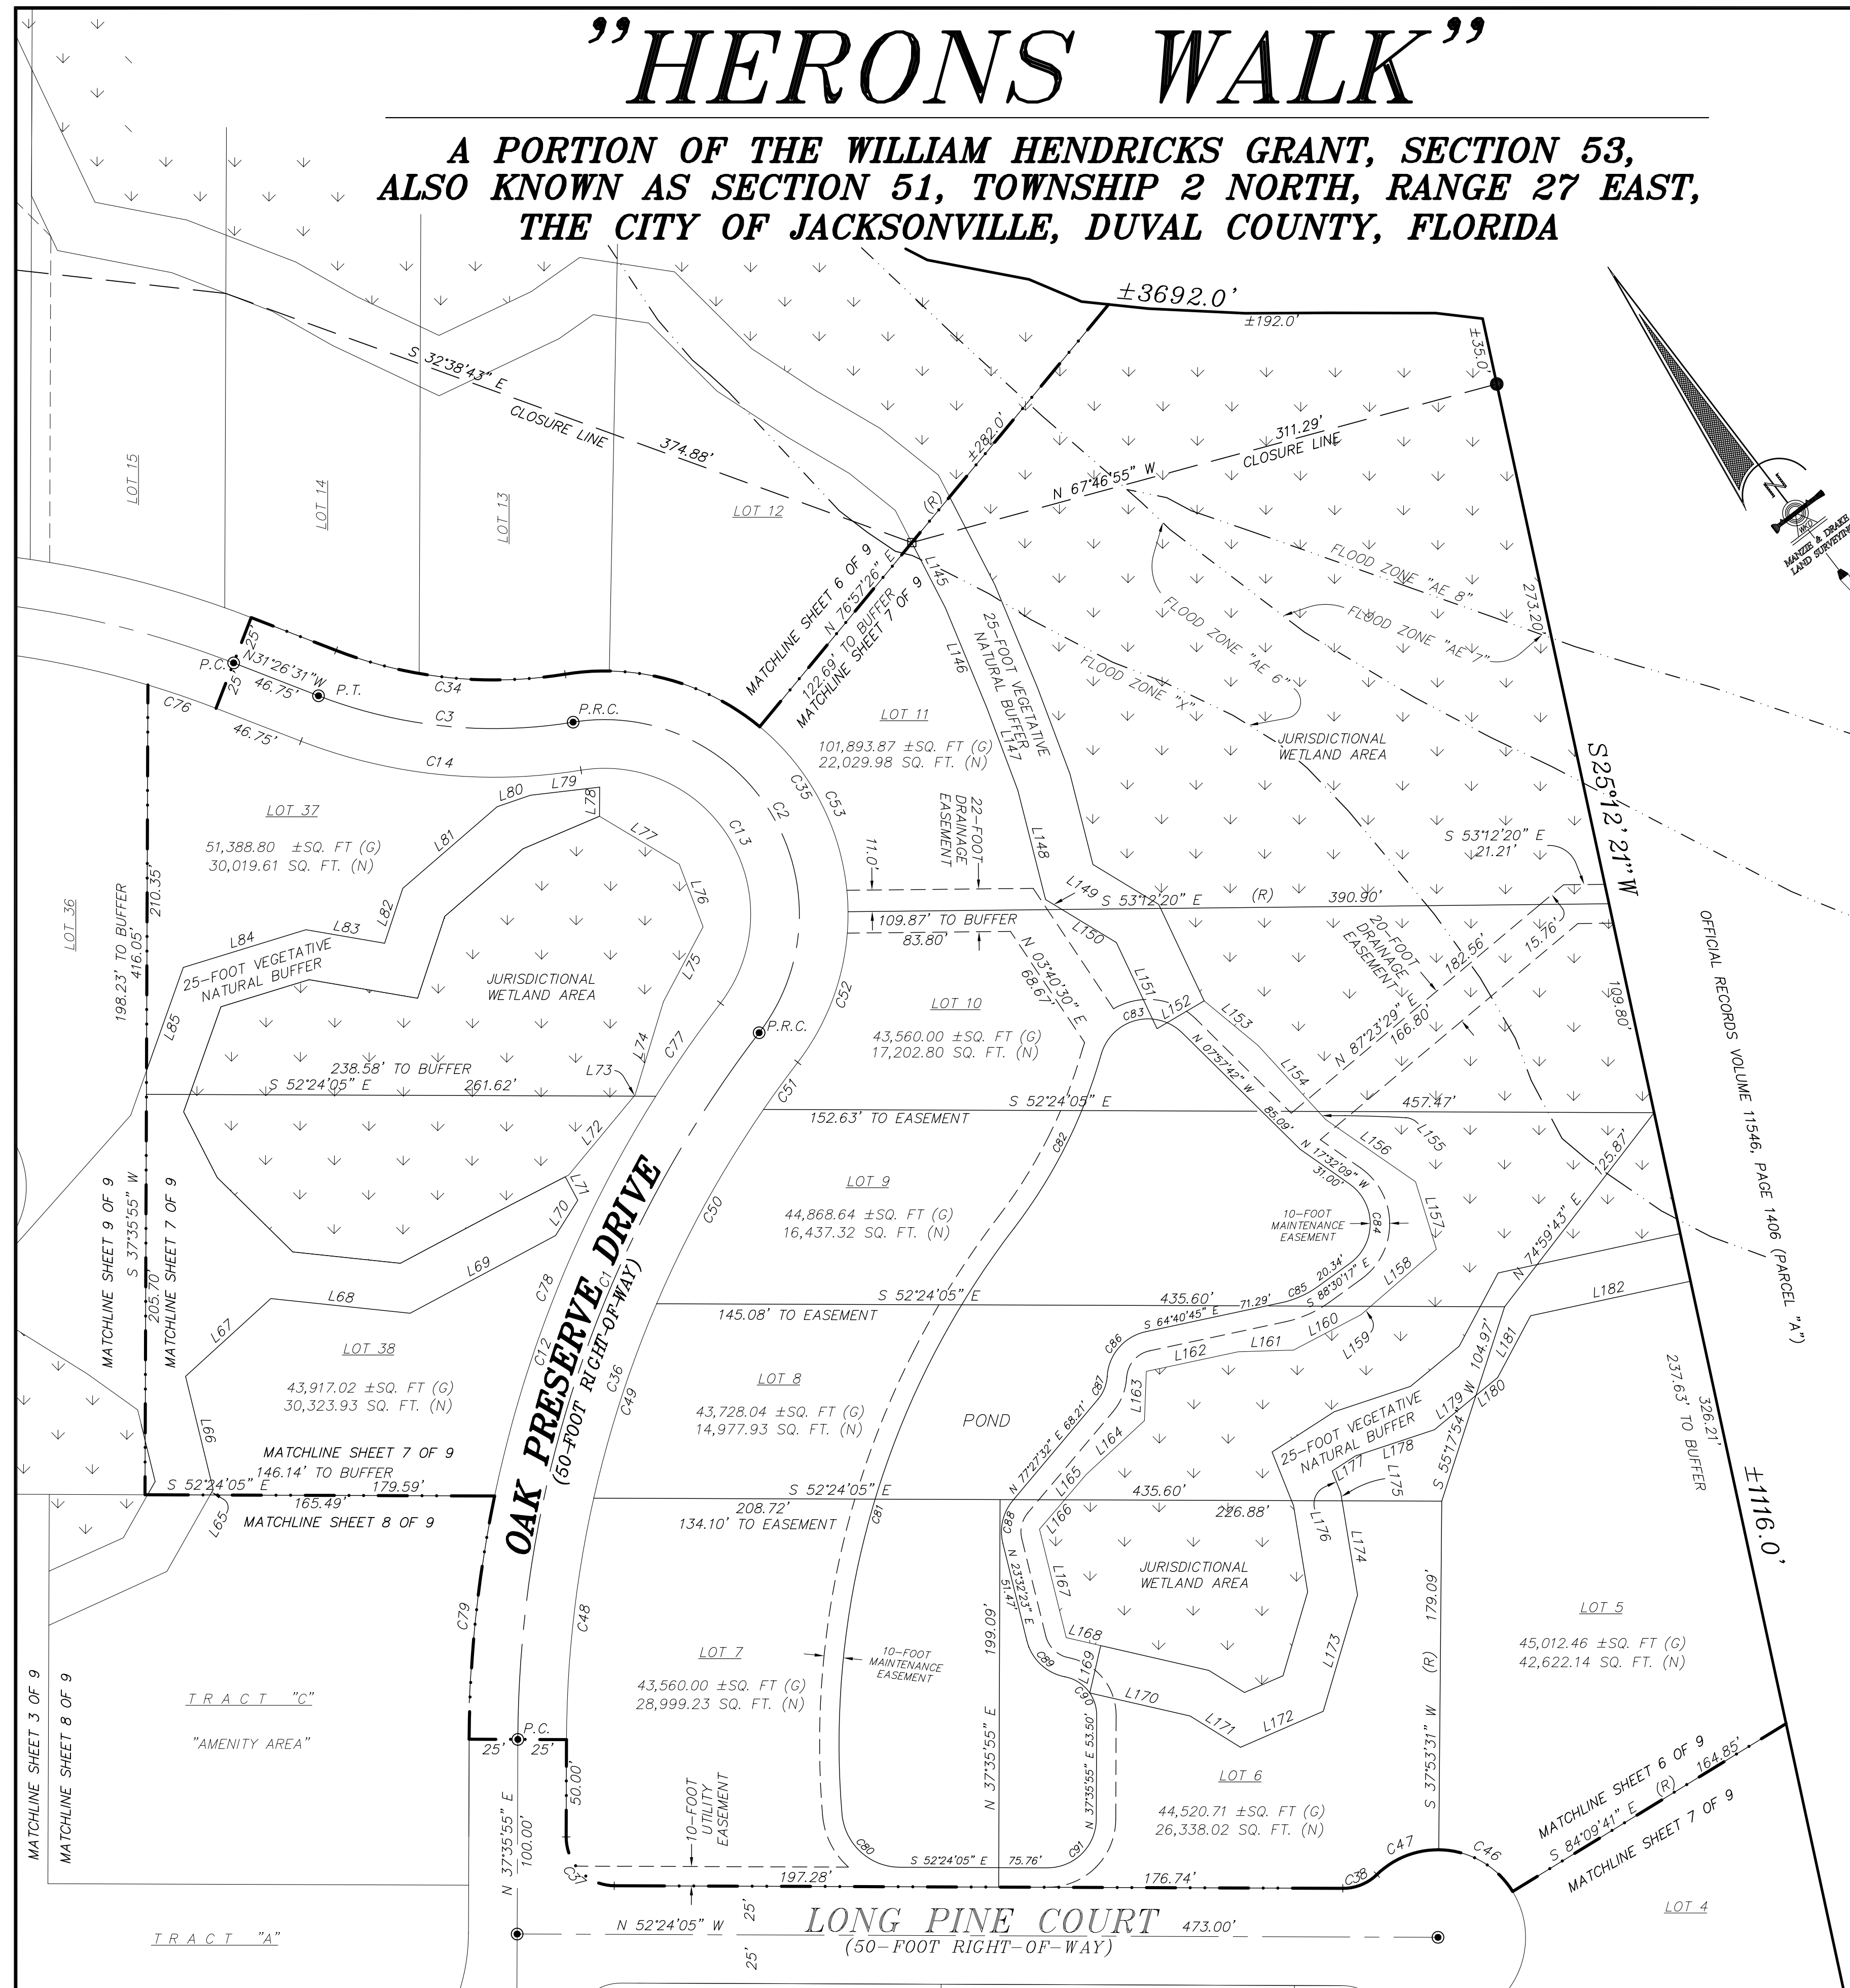 "HERONS WALK"
A PORTION OF THE WILLIAM HENDRICKS GRANT, SECTION 53,
ALSO KNOWN AS SECTION 51, TOWNSHIP 2 NORTH, RANGE 27 EAST,
THE CITY OF JACKSONVILLE, DUVAL COUNTY, FLORIDA
±3692.0'
±192.0'
±35.0'
S 32°38'43" E
CLOSURE LINE
374.88'
±282.0'
(R)
311.29'
CLOSURE LINE
N 67°46'55" W
N
MANZIE & DRAKE
LAND SURVEYING
LOT 15
LOT 14
LOT 13
LOT 12
MATCHLINE SHEET 6 OF 9
N 76°57'26" E
122.69' TO BUFFER
MATCHLINE SHEET 7 OF 9
L145
L146
25-FOOT VEGETATIVE
NATURAL BUFFER
L147
L148
FLOOD ZONE "AE 8"
FLOOD ZONE "AE 7"
FLOOD ZONE "AE 6"
FLOOD ZONE "X"
273.20'
JURISDICTIONAL
WETLAND AREA
S25°12'21"W
P.C.
25'
25'
N31°26'31"W
46.75'
P.T.
C34
C3
P.R.C.
C76
46.75'
C14
LOT 11
101,893.87 ±SQ. FT (G)
22,029.98 SQ. FT. (N)
C35
C53
C2
C13
L80
L79
L78
L77
L81
L76
L82
L83
L84
L75
L85
L74
LOT 37
51,388.80 ±SQ. FT (G)
30,019.61 SQ. FT. (N)
LOT 36
198.23' TO BUFFER
416.05'
210.35'
25-FOOT VEGETATIVE
NATURAL BUFFER
JURISDICTIONAL
WETLAND AREA
11.0'
22-FOOT
DRAINAGE
EASEMENT
L149
S 53°12'20" E
(R)
390.90'
S 53°12'20" E
21.21'
109.87' TO BUFFER
83.80'
L150
N 03°40'30" E
68.67'
L151
L152
C83
L153
L154
20-FOOT
DRAINAGE
EASEMENT
182.56'
15.76'
N 87°23'29" E
166.80'
109.80'
OFFICIAL RECORDS VOLUME 11546, PAGE 1406 (PARCEL "A")
C52
LOT 10
43,560.00 ±SQ. FT (G)
17,202.80 SQ. FT. (N)
P.R.C.
C77
C51
N 07°57'42" W
85.09'
238.58' TO BUFFER
S 52°24'05" E
261.62'
L73
L72
L71
L70
L69
L68
L67
L66
L65
S 52°24'05" E
152.63' TO EASEMENT
457.47'
C82
L155
L156
N 17°32'09" W
31.00'
125.87'
L157
N 74°59'43" E
C84
10-FOOT
MAINTENANCE
EASEMENT
L158
20.34'
C85
S 88°30'17" E
LOT 9
44,868.64 ±SQ. FT (G)
16,437.32 SQ. FT. (N)
C50
MATCHLINE SHEET 9 OF 9
S 37°35'55" W
205.70'
MATCHLINE SHEET 7 OF 9
OAK PRESERVE DRIVE
(50-FOOT RIGHT-OF-WAY)
C1
C78
C12
C36
C49
S 52°24'05" E
145.08' TO EASEMENT
435.60'
S 64°40'45" E
71.29'
L159
L160
L161
L162
L163
L164
L165
L166
L167
L168
L169
L170
L171
L172
L173
L174
L175
L176
L177
L178
L179
L180
L181
L182
104.97'
S 55°17'54" W
237.63' TO BUFFER
326.21'
±1116.0'
C86
C87
N 77°27'32" E 68.21'
C88
LOT 38
43,917.02 ±SQ. FT (G)
30,323.93 SQ. FT. (N)
LOT 8
43,728.04 ±SQ. FT (G)
14,977.93 SQ. FT. (N)
POND
25-FOOT VEGETATIVE
NATURAL BUFFER
MATCHLINE SHEET 7 OF 9
146.14' TO BUFFER
S 52°24'05" E
179.59'
165.49'
MATCHLINE SHEET 8 OF 9
S 52°24'05" E
208.72'
134.10' TO EASEMENT
435.60'
226.88'
C81
N 23°32'23" E
51.47'
JURISDICTIONAL
WETLAND AREA
C79
C48
199.09'
N 37°35'55" E
179.09'
(R)
S 37°53'31" W
LOT 5
45,012.46 ±SQ. FT (G)
42,622.14 SQ. FT. (N)
LOT 7
43,560.00 ±SQ. FT (G)
28,999.23 SQ. FT. (N)
10-FOOT
MAINTENANCE
EASEMENT
C89
C90
N 37°35'55" E 53.50'
C91
LOT 6
44,520.71 ±SQ. FT (G)
26,338.02 SQ. FT. (N)
MATCHLINE SHEET 3 OF 9
MATCHLINE SHEET 8 OF 9
TRACT "C"
"AMENITY AREA"
P.C.
25'
25'
50.00'
N 37°35'55" E
100.00'
10-FOOT
UTILITY
EASEMENT
C37
C80
S 52°24'05" E
75.76'
197.28'
176.74'
C38
C47
C46
MATCHLINE SHEET 6 OF 9
S 84°09'41" E
(R)
164.85'
MATCHLINE SHEET 7 OF 9
LOT 4
TRACT "A"
N 52°24'05" W
25'
25'
LONG PINE COURT
473.00'
(50-FOOT RIGHT-OF-WAY)